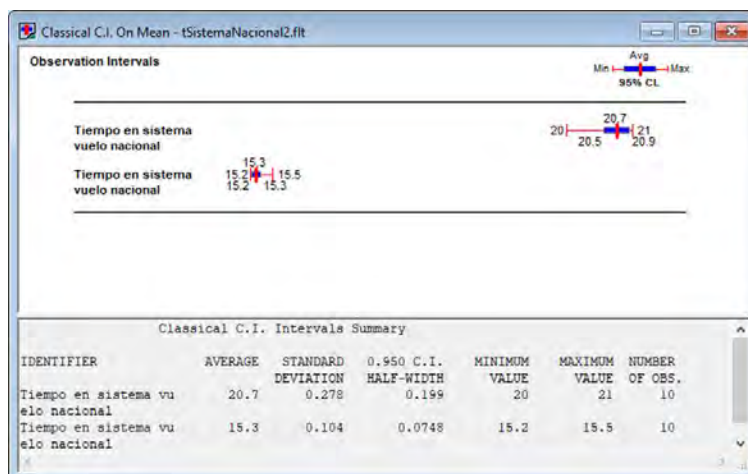 Classical C.I. On Mean - tSistemaNacional2.flt
Observation Intervals
Avg
Min Max
95% CL
Tiempo en sistema
vuelo nacional
20.7
20 21
20.5 20.9
Tiempo en sistema
vuelo nacional
15.3
15.2 15.5
15.2 15.3
Classical C.I. Intervals Summary
IDENTIFIER AVERAGE STANDARD 0.950 C.I. MINIMUM MAXIMUM NUMBER
DEVIATION HALF-WIDTH VALUE VALUE OF OBS.
Tiempo en sistema vu 20.7 0.278 0.199 20 21 10
elo nacional
Tiempo en sistema vu 15.3 0.104 0.0748 15.2 15.5 10
elo nacional